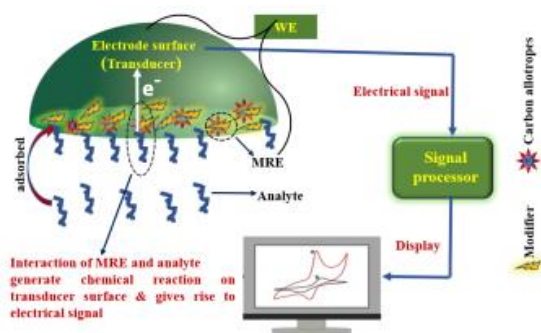 WE
Electrode surface
(Transducer)
e-
Electrical signal
Carbon allotropes
adsorbed
MRE
Signal
processor
Analyte
Modifier
Interaction of MRE and analyte
generate chemical reaction on
transducer surface & gives rise to
electrical signal
Display